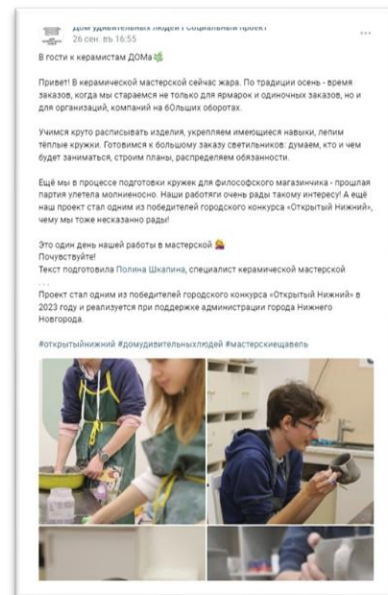 Дом удивительных людей | Социальный проект
26 сен. в 16:55
В гости к керамистам ДОМа
Привет! В керамической мастерской сейчас жара. По традиции осень - время
заказов, когда мы стараемся не только для ярмарок и одиночных заказов, но и
для организаций, компаний на бОльших оборотах.
Учимся круто расписывать изделия, укрепляем имеющиеся навыки, лепим
тёплые кружки. Готовимся к большому заказу светильников: думаем, кто и чем
будет заниматься, строим планы, распределяем обязанности.
Ещё мы в процессе подготовки кружек для философского магазинчика - прошлая
партия улетела молниеносно. Наши работяги очень рады такому интересу! А ещё
наш проект стал одним из победителей городского конкурса «Открытый Нижний»,
чему мы тоже несказанно рады!
Это один день нашей работы в мастерской
Почувствуйте!
Текст подготовила Полина Шкапина, специалист керамической мастерской
. . .
Проект стал одним из победителей городского конкурса «Открытый Нижний» в
2023 году и реализуется при поддержке администрации города Нижнего
Новгорода.
#открытыйнижний #домудивительныхлюдей #мастерскиещавель